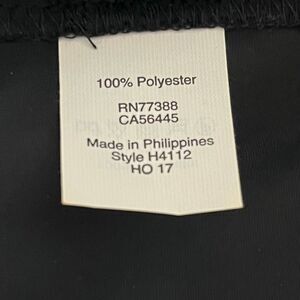 100% Polyester
RN77388
CA56445
Made in Philippines
Style H4112
HO 17